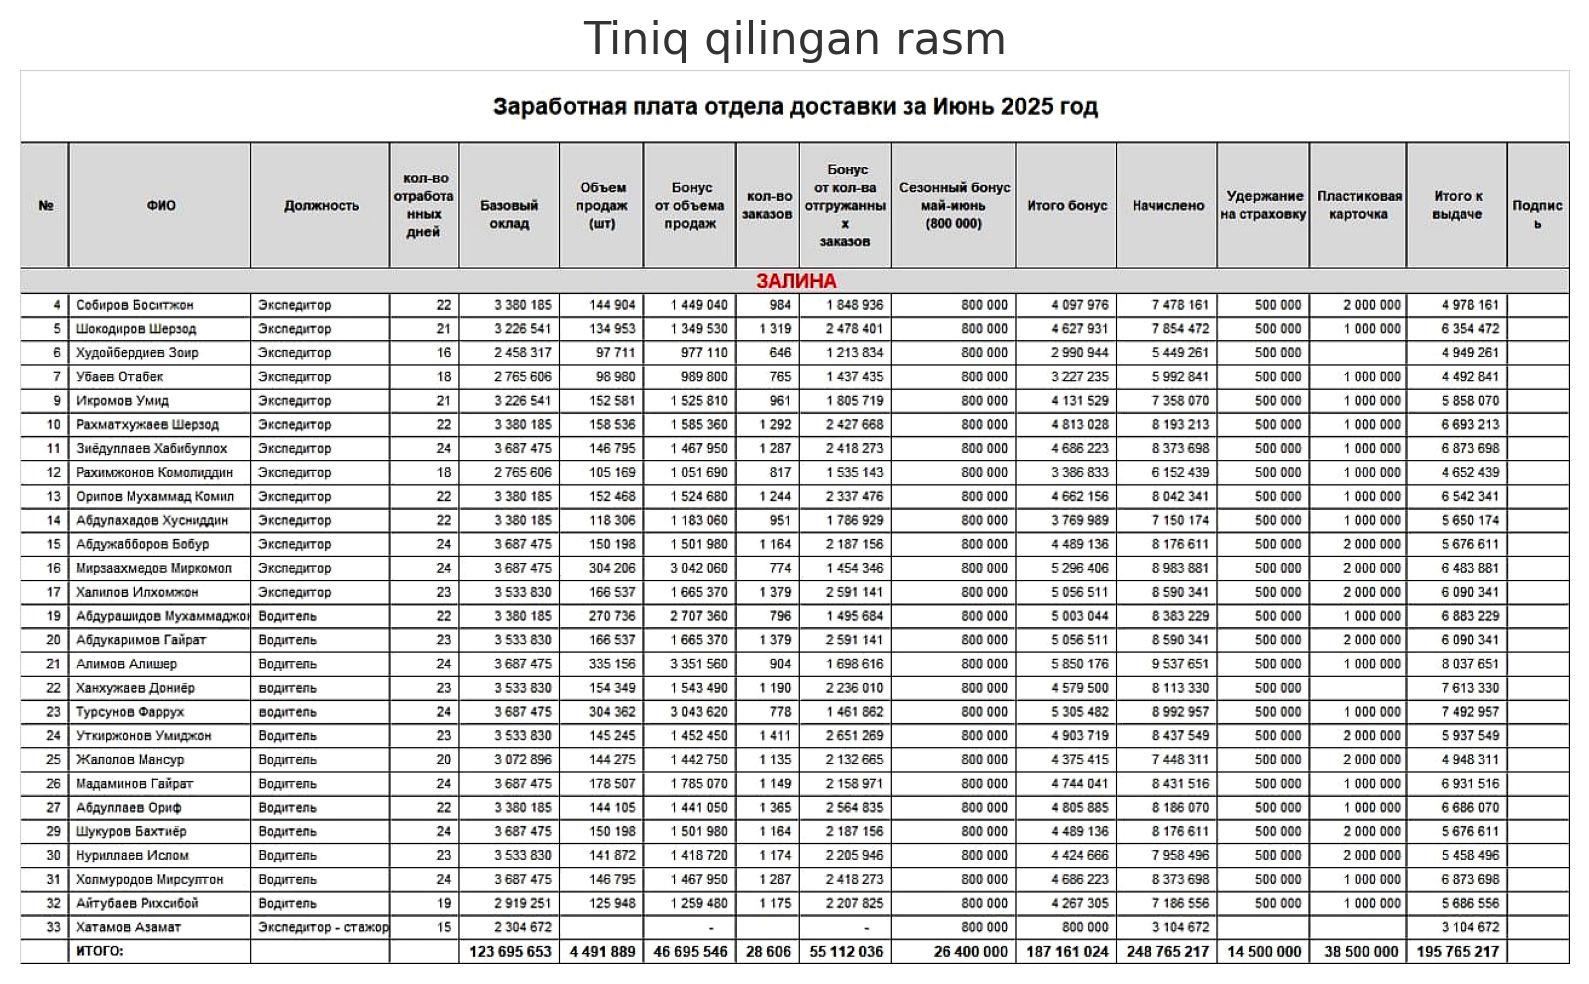 Tiniq qilingan rasm
Заработная плата отдела доставки за Июнь 2025 год
№ ФИО Должность кол-во отработанных дней Базовый оклад Объем продаж (шт) Бонус от объема продаж кол-во заказов Бонус от кол-ва отгружанных заказов Сезонный бонус май-июнь (800 000) Итого бонус Начислено Удержание на страховку Пластиковая карточка Итого к выдаче Подпись
ЗАЛИНА
4 Собиров Боситжон Экспедитор 22 3 380 185 144 904 1 449 040 984 1 848 936 800 000 4 097 976 7 478 161 500 000 2 000 000 4 978 161
5 Шокодиров Шерзод Экспедитор 21 3 226 541 134 953 1 349 530 1 319 2 478 401 800 000 4 627 931 7 854 472 500 000 1 000 000 6 354 472
6 Худойбердиев Зоир Экспедитор 16 2 458 317 97 711 977 110 646 1 213 834 800 000 2 990 944 5 449 261 500 000 4 949 261
7 Убаев Отабек Экспедитор 18 2 765 606 98 980 989 800 765 1 437 435 800 000 3 227 235 5 992 841 500 000 1 000 000 4 492 841
9 Икромов Умид Экспедитор 21 3 226 541 152 581 1 525 810 961 1 805 719 800 000 4 131 529 7 358 070 500 000 1 000 000 5 858 070
10 Рахматхужаев Шерзод Экспедитор 22 3 380 185 158 536 1 585 360 1 292 2 427 668 800 000 4 813 028 8 193 213 500 000 1 000 000 6 693 213
11 Зиёдуллаев Хабибуллох Экспедитор 24 3 687 475 146 795 1 467 950 1 287 2 418 273 800 000 4 686 223 8 373 698 500 000 1 000 000 6 873 698
12 Рахимжонов Комолиддин Экспедитор 18 2 765 606 105 169 1 051 690 817 1 535 143 800 000 3 386 833 6 152 439 500 000 1 000 000 4 652 439
13 Орипов Мухаммад Комил Экспедитор 22 3 380 185 152 468 1 524 680 1 244 2 337 476 800 000 4 662 156 8 042 341 500 000 1 000 000 6 542 341
14 Абдулахадов Хусниддин Экспедитор 22 3 380 185 118 306 1 183 060 951 1 786 929 800 000 3 769 989 7 150 174 500 000 1 000 000 5 650 174
15 Абдужабборов Бобур Экспедитор 24 3 687 475 150 198 1 501 980 1 164 2 187 156 800 000 4 489 136 8 176 611 500 000 2 000 000 5 676 611
16 Мирзаахмедов Миркомол Экспедитор 24 3 687 475 304 206 3 042 060 774 1 454 346 800 000 5 296 406 8 983 881 500 000 2 000 000 6 483 881
17 Халилов Илхомжон Экспедитор 23 3 533 830 166 537 1 665 370 1 379 2 591 141 800 000 5 056 511 8 590 341 500 000 2 000 000 6 090 341
19 Абдурашидов Мухаммаджон Водитель 22 3 380 185 270 736 2 707 360 796 1 495 684 800 000 5 003 044 8 383 229 500 000 1 000 000 6 883 229
20 Абдукаримов Гайрат Водитель 23 3 533 830 166 537 1 665 370 1 379 2 591 141 800 000 5 056 511 8 590 341 500 000 2 000 000 6 090 341
21 Алимов Алишер Водитель 24 3 687 475 335 156 3 351 560 904 1 698 616 800 000 5 850 176 9 537 651 500 000 1 000 000 8 037 651
22 Ханхужаев Дониёр водитель 23 3 533 830 154 349 1 543 490 1 190 2 236 010 800 000 4 579 500 8 113 330 500 000 7 613 330
23 Турсунов Фаррух водитель 24 3 687 475 304 362 3 043 620 778 1 461 862 800 000 5 305 482 8 992 957 500 000 1 000 000 7 492 957
24 Уткиржонов Умиджон Водитель 23 3 533 830 145 245 1 452 450 1 411 2 651 269 800 000 4 903 719 8 437 549 500 000 2 000 000 5 937 549
25 Жалолов Мансур Водитель 20 3 072 896 144 275 1 442 750 1 135 2 132 665 800 000 4 375 415 7 448 311 500 000 2 000 000 4 948 311
26 Мадаминов Гайрат Водитель 24 3 687 475 178 507 1 785 070 1 149 2 158 971 800 000 4 744 041 8 431 516 500 000 1 000 000 6 931 516
27 Абдуллаев Ориф Водитель 22 3 380 185 144 105 1 441 050 1 365 2 564 835 800 000 4 805 885 8 186 070 500 000 1 000 000 6 686 070
29 Шукуров Бахтиёр Водитель 24 3 687 475 150 198 1 501 980 1 164 2 187 156 800 000 4 489 136 8 176 611 500 000 2 000 000 5 676 611
30 Нуриллаев Ислом Водитель 23 3 533 830 141 872 1 418 720 1 174 2 205 946 800 000 4 424 666 7 958 496 500 000 2 000 000 5 458 496
31 Холмуродов Мирсултон Водитель 24 3 687 475 146 795 1 467 950 1 287 2 418 273 800 000 4 686 223 8 373 698 500 000 1 000 000 6 873 698
32 Айтубаев Рихсибой Водитель 19 2 919 251 125 948 1 259 480 1 175 2 207 825 800 000 4 267 305 7 186 556 500 000 1 000 000 5 686 556
33 Хатамов Азамат Экспедитор - стажор 15 2 304 672 - - 800 000 800 000 3 104 672 3 104 672
ИТОГО: 123 695 653 4 491 889 46 695 546 28 606 55 112 036 26 400 000 187 161 024 248 765 217 14 500 000 38 500 000 195 765 217